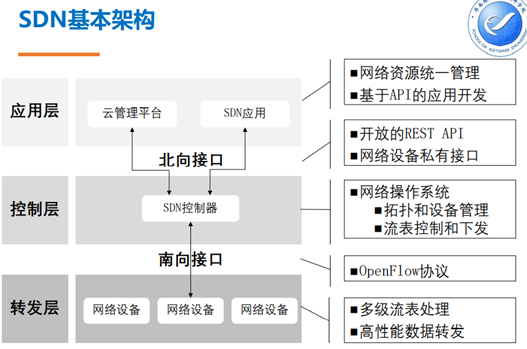 SDN基本架构
应用层
云管理平台
SDN应用
■网络资源统一管理
■基于API的应用开发
北向接口
■开放的REST API
■网络设备私有接口
控制层
SDN控制器
■网络操作系统
■拓扑和设备管理
■流表控制和下发
南向接口
■OpenFlow协议
转发层
网络设备
网络设备
网络设备
■多级流表处理
■高性能数据转发
SCHOOL OF SOFTWARE ENGINEERING